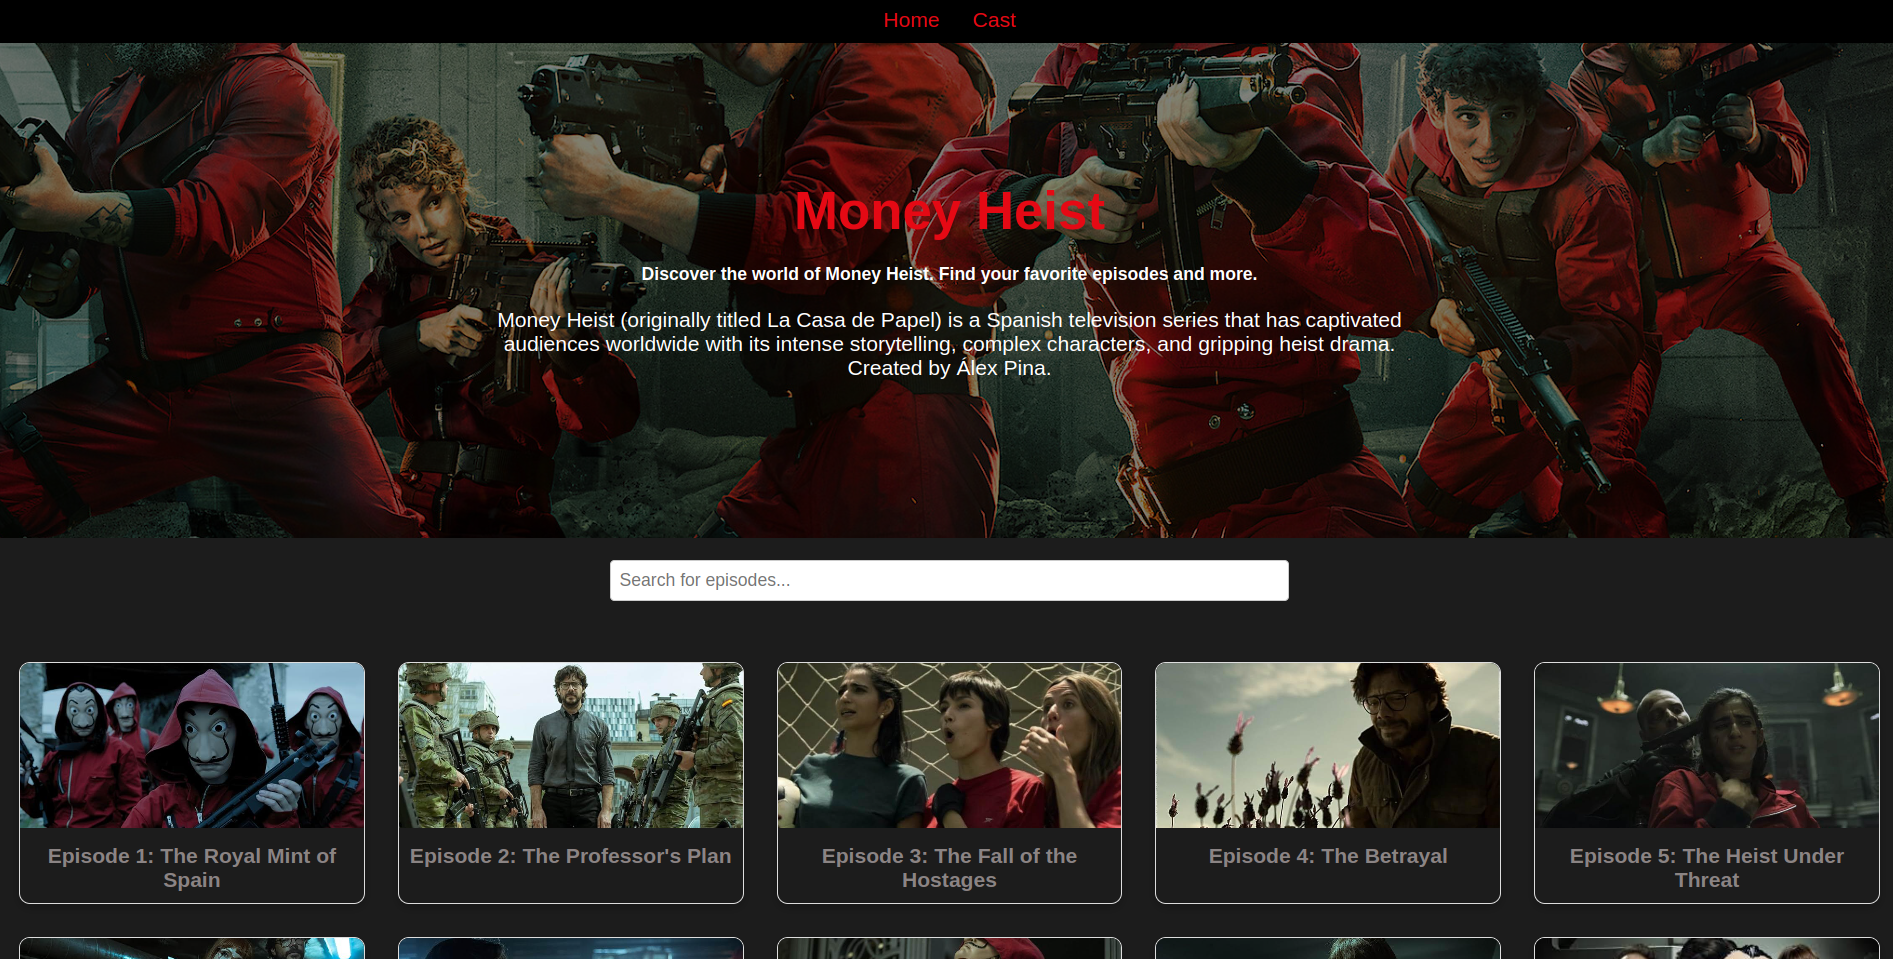 Home Cast
Money Heist
Discover the world of Money Heist. Find your favorite episodes and more.
Money Heist (originally titled La Casa de Papel) is a Spanish television series that has captivated
audiences worldwide with its intense storytelling, complex characters, and gripping heist drama.
Created by Álex Pina.
Search for episodes...
Episode 1: The Royal Mint of
Spain
Episode 2: The Professor's Plan
Episode 3: The Fall of the
Hostages
Episode 4: The Betrayal
Episode 5: The Heist Under
Threat